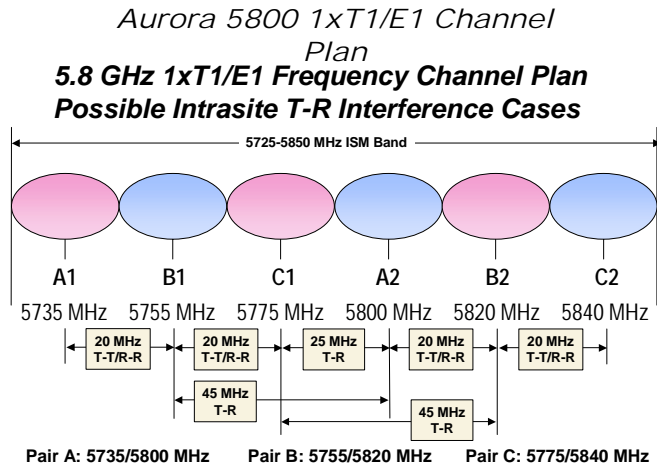 Aurora 5800 1xT1/E1 Channel
Plan
5.8 GHz 1xT1/E1 Frequency Channel Plan
Possible Intrasite T-R Interference Cases
5725-5850 MHz ISM Band
A1 B1 C1 A2 B2 C2
5735 MHz 5755 MHz 5775 MHz 5800 MHz 5820 MHz 5840 MHz
20 MHz 20 MHz 25 MHz 20 MHz 20 MHz
T-T/R-R T-T/R-R T-R T-T/R-R T-T/R-R
45 MHz
T-R
45 MHz
T-R
Pair A: 5735/5800 MHz Pair B: 5755/5820 MHz Pair C: 5775/5840 MHz